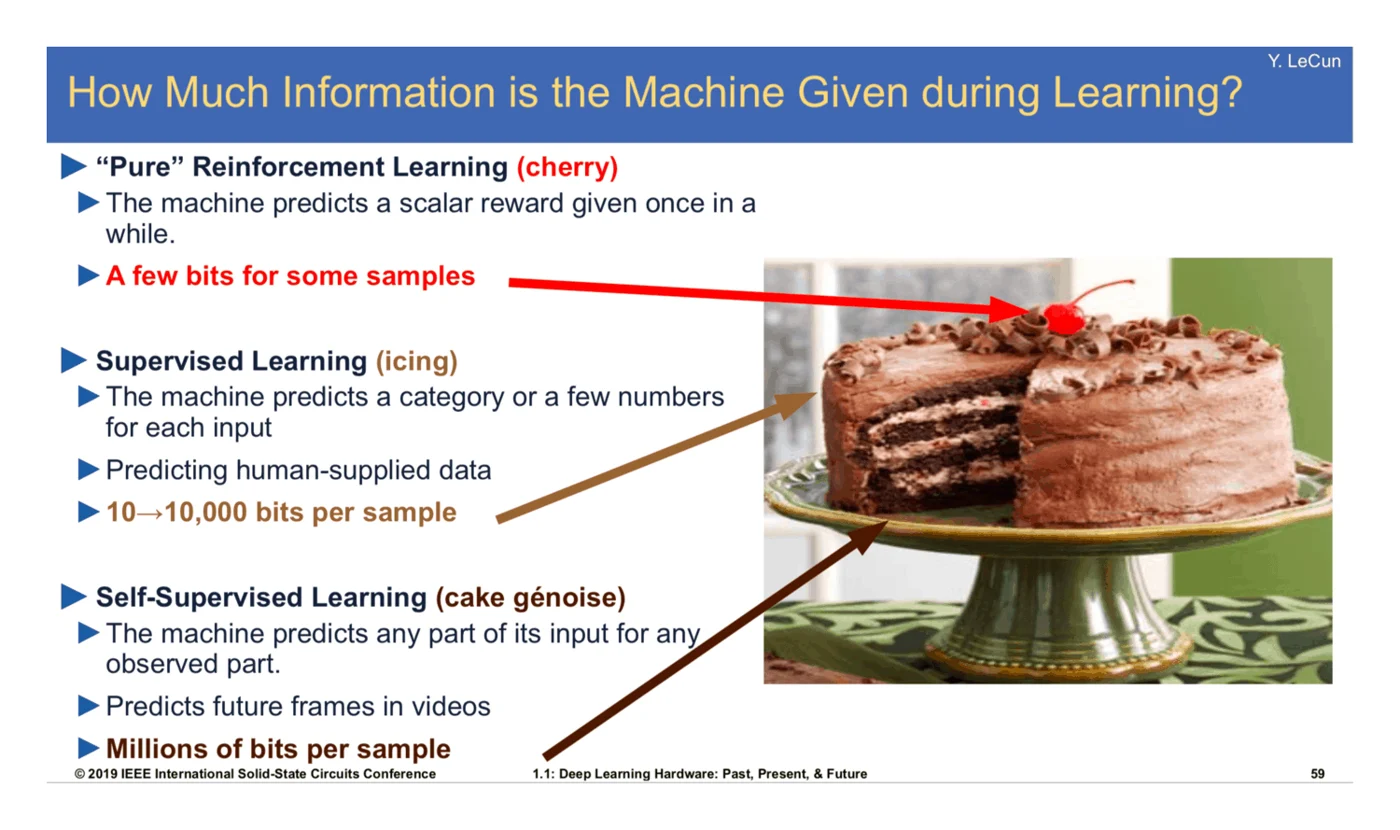 Y. LeCun
How Much Information is the Machine Given during Learning?
“Pure” Reinforcement Learning (cherry)
The machine predicts a scalar reward given once in a
while.
A few bits for some samples
Supervised Learning (icing)
The machine predicts a category or a few numbers
for each input
Predicting human-supplied data
10→10,000 bits per sample
Self-Supervised Learning (cake génoise)
The machine predicts any part of its input for any
observed part.
Predicts future frames in videos
Millions of bits per sample
© 2019 IEEE International Solid-State Circuits Conference 1.1: Deep Learning Hardware: Past, Present, & Future 59